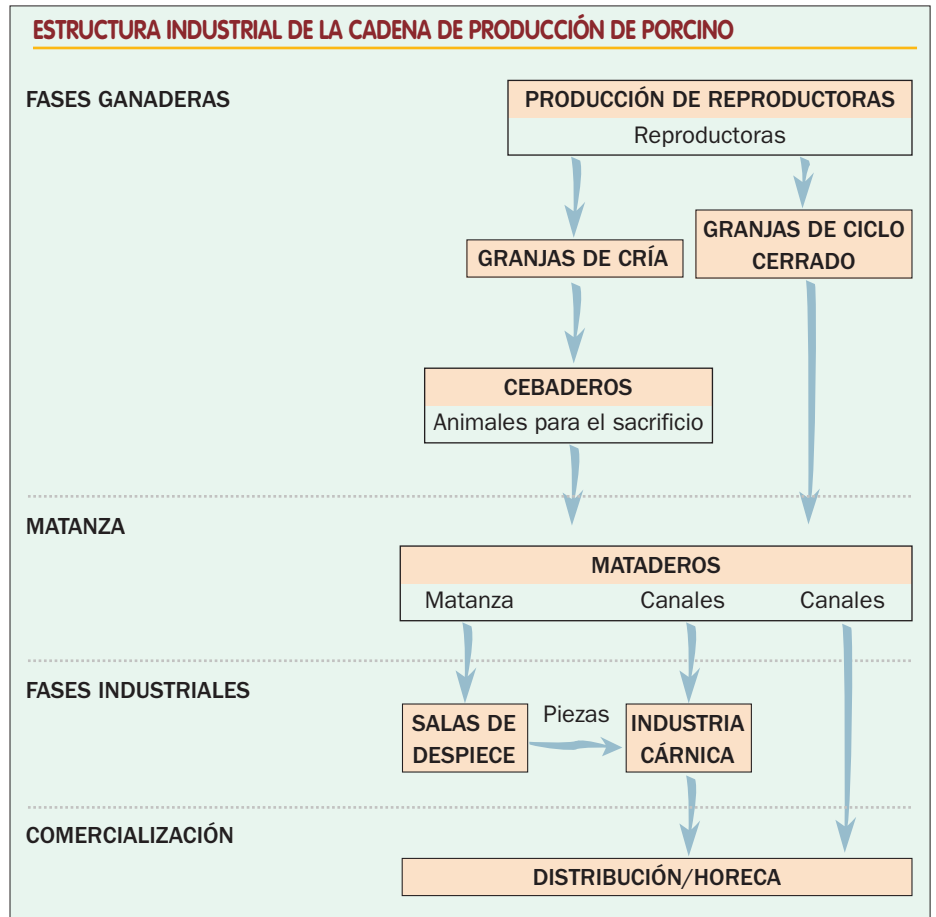 ESTRUCTURA INDUSTRIAL DE LA CADENA DE PRODUCCIÓN DE PORCINO
FASES GANADERAS
PRODUCCIÓN DE REPRODUCTORAS
Reproductoras
GRANJAS DE CICLO
CERRADO
GRANJAS DE CRÍA
CEBADEROS
Animales para el sacrificio
MATANZA
MATADEROS
Matanza Canales Canales
FASES INDUSTRIALES
SALAS DE
DESPIECE
Piezas
INDUSTRIA
CÁRNICA
COMERCIALIZACIÓN
DISTRIBUCIÓN/HORECA